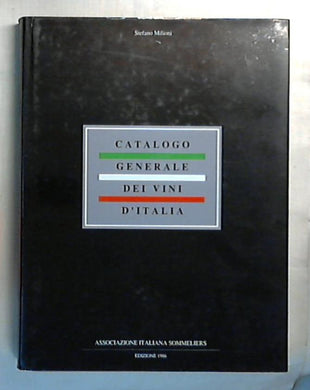 Stefano Milioni
CATALOGO
GENERALE
DEI VINI
D'ITALIA
ASSOCIAZIONE ITALIANA SOMMELIERS
EDIZIONE 1986